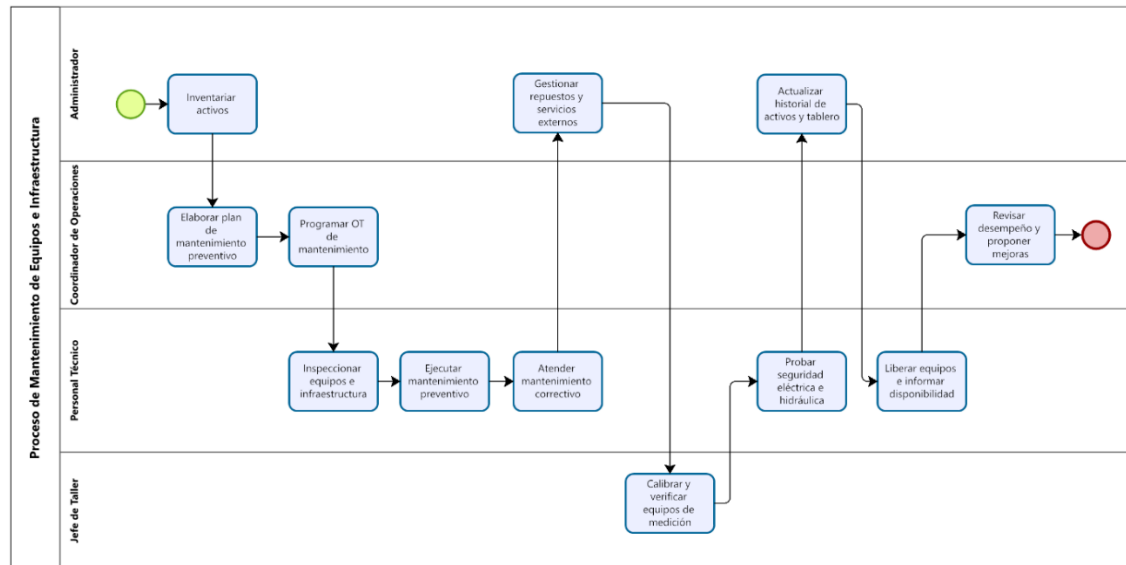 Proceso de Mantenimiento de Equipos e Infraestructura
Administrador
Inventariar
activos
Gestionar
repuestos y
servicios
externos
Actualizar
historial de
activos y tablero
Coordinador de Operaciones
Elaborar plan
de
mantenimiento
preventivo
Programar OT
de
mantenimiento
Revisar
desempeño y
proponer
mejoras
Personal Técnico
Inspeccionar
equipos e
infraestructura
Ejecutar
mantenimiento
preventivo
Atender
mantenimiento
correctivo
Probar
seguridad
eléctrica e
hidráulica
Liberar equipos
e informar
disponibilidad
Jefe de Taller
Calibrar y
verificar
equipos de
medición